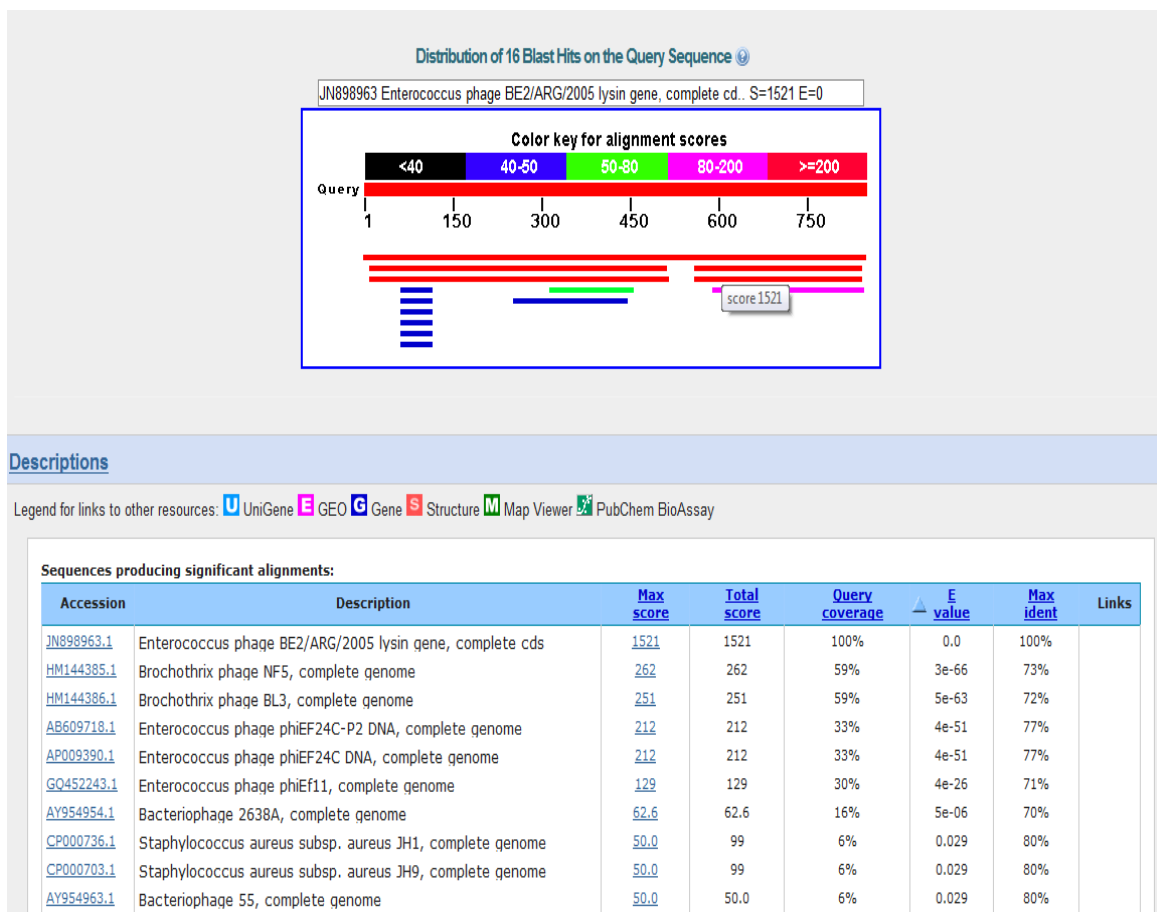 Distribution of 16 Blast Hits on the Query Sequence
JN898963 Enterococcus phage BE2/ARG/2005 lysin gene, complete cd.. S=1521 E=0
Color key for alignment scores
<40 40-50 50-80 80-200 >=200
Query
1 150 300 450 600 750
score 1521
Descriptions
Legend for links to other resources: U UniGene E GEO G Gene S Structure M Map Viewer PubChem BioAssay
Sequences producing significant alignments:
Accession Description Max score Total score Query coverage E value Max ident Links
JN898963.1 Enterococcus phage BE2/ARG/2005 lysin gene, complete cds 1521 1521 100% 0.0 100%
HM144385.1 Brochothrix phage NF5, complete genome 262 262 59% 3e-66 73%
HM144386.1 Brochothrix phage BL3, complete genome 251 251 59% 5e-63 72%
AB609718.1 Enterococcus phage phiEF24C-P2 DNA, complete genome 212 212 33% 4e-51 77%
AP009390.1 Enterococcus phage phiEF24C DNA, complete genome 212 212 33% 4e-51 77%
GQ452243.1 Enterococcus phage phiEf11, complete genome 129 129 30% 4e-26 71%
AY954954.1 Bacteriophage 2638A, complete genome 62.6 62.6 16% 5e-06 70%
CP000736.1 Staphylococcus aureus subsp. aureus JH1, complete genome 50.0 99 6% 0.029 80%
CP000703.1 Staphylococcus aureus subsp. aureus JH9, complete genome 50.0 99 6% 0.029 80%
AY954963.1 Bacteriophage 55, complete genome 50.0 50.0 6% 0.029 80%